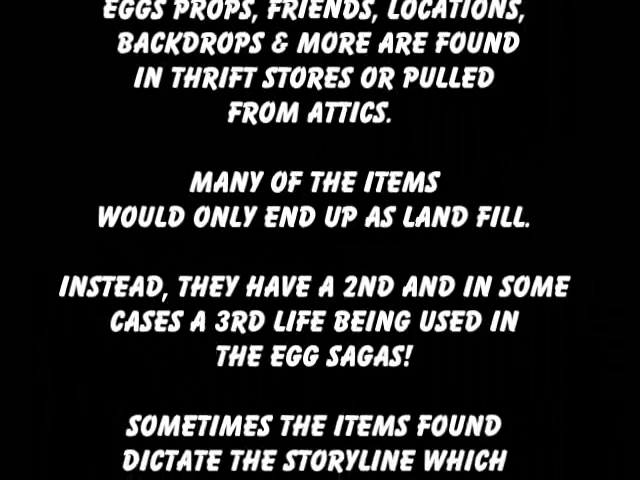 EGGS PROPS, FRIENDS, LOCATIONS,
BACKDROPS & MORE ARE FOUND
IN THRIFT STORES OR PULLED
FROM ATTICS.
MANY OF THE ITEMS
WOULD ONLY END UP AS LAND FILL.
INSTEAD, THEY HAVE A 2ND AND IN SOME
CASES A 3RD LIFE BEING USED IN
THE EGG SAGAS!
SOMETIMES THE ITEMS FOUND
DICTATE THE STORYLINE WHICH